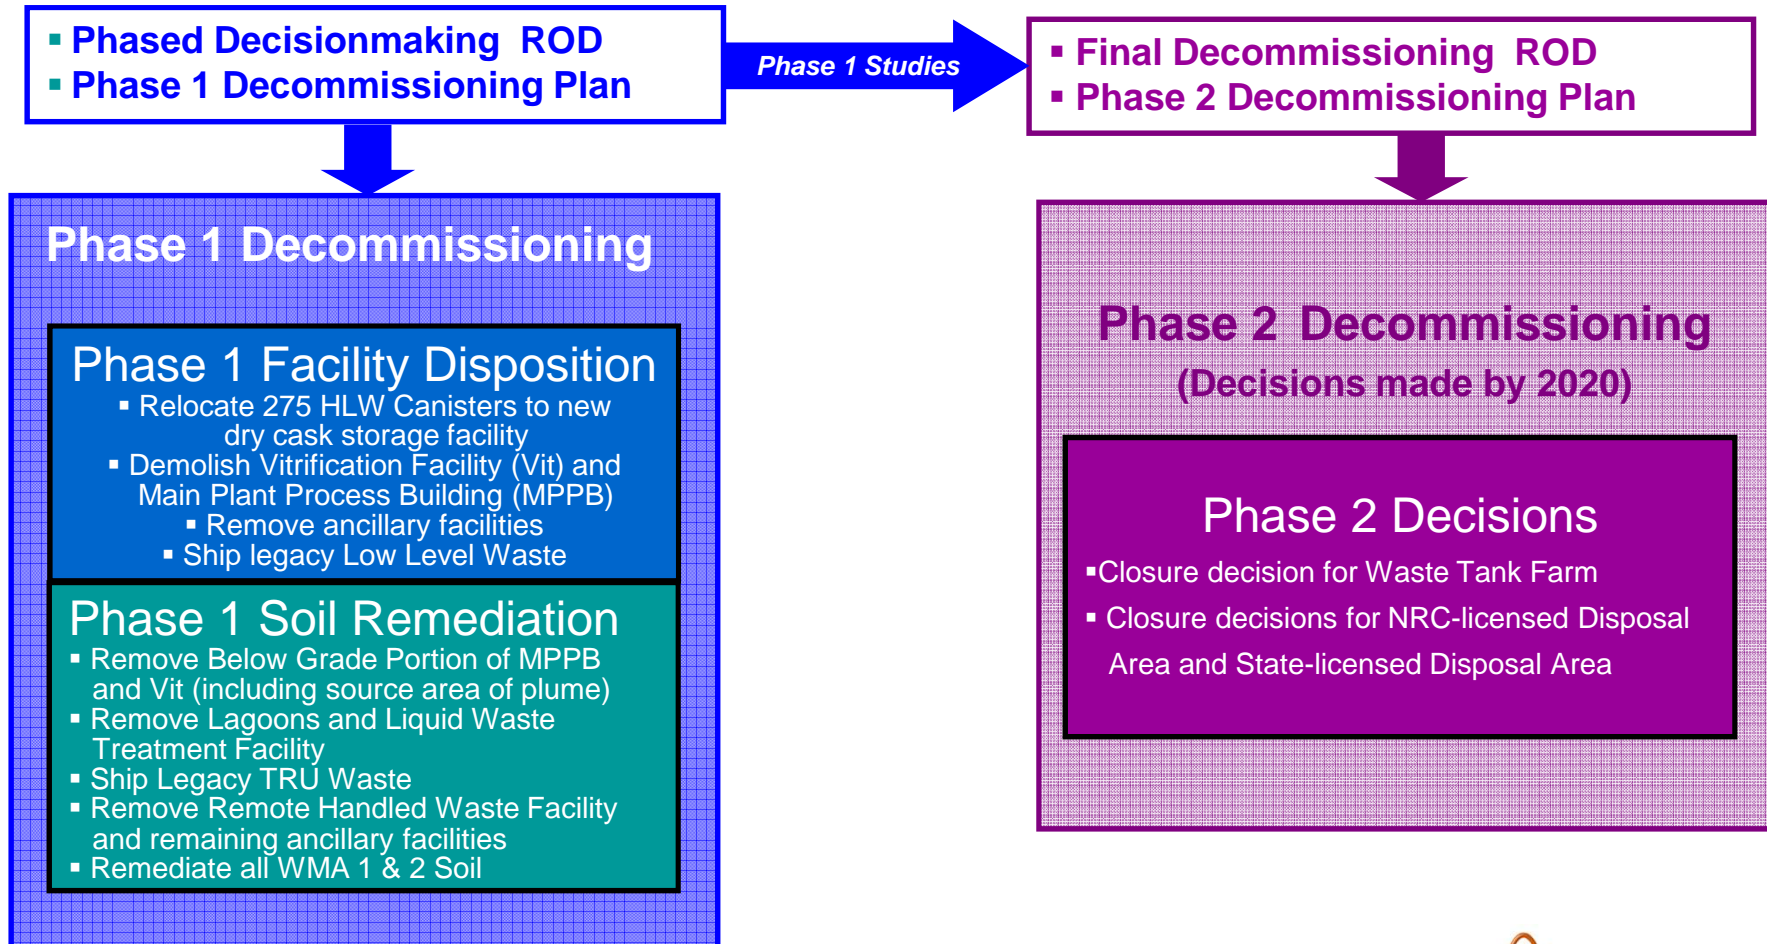 ▪ Phased Decisionmaking ROD
▪ Phase 1 Decommissioning Plan
Phase 1 Studies
▪ Final Decommissioning ROD
▪ Phase 2 Decommissioning Plan
Phase 1 Decommissioning
Phase 1 Facility Disposition
▪ Relocate 275 HLW Canisters to new
dry cask storage facility
▪ Demolish Vitrification Facility (Vit) and
Main Plant Process Building (MPPB)
▪ Remove ancillary facilities
▪ Ship legacy Low Level Waste
Phase 1 Soil Remediation
▪ Remove Below Grade Portion of MPPB
and Vit (including source area of plume)
▪ Remove Lagoons and Liquid Waste
Treatment Facility
▪ Ship Legacy TRU Waste
▪ Remove Remote Handled Waste Facility
and remaining ancillary facilities
▪ Remediate all WMA 1 & 2 Soil
Phase 2 Decommissioning
(Decisions made by 2020)
Phase 2 Decisions
▪Closure decision for Waste Tank Farm
▪ Closure decisions for NRC-licensed Disposal
Area and State-licensed Disposal Area